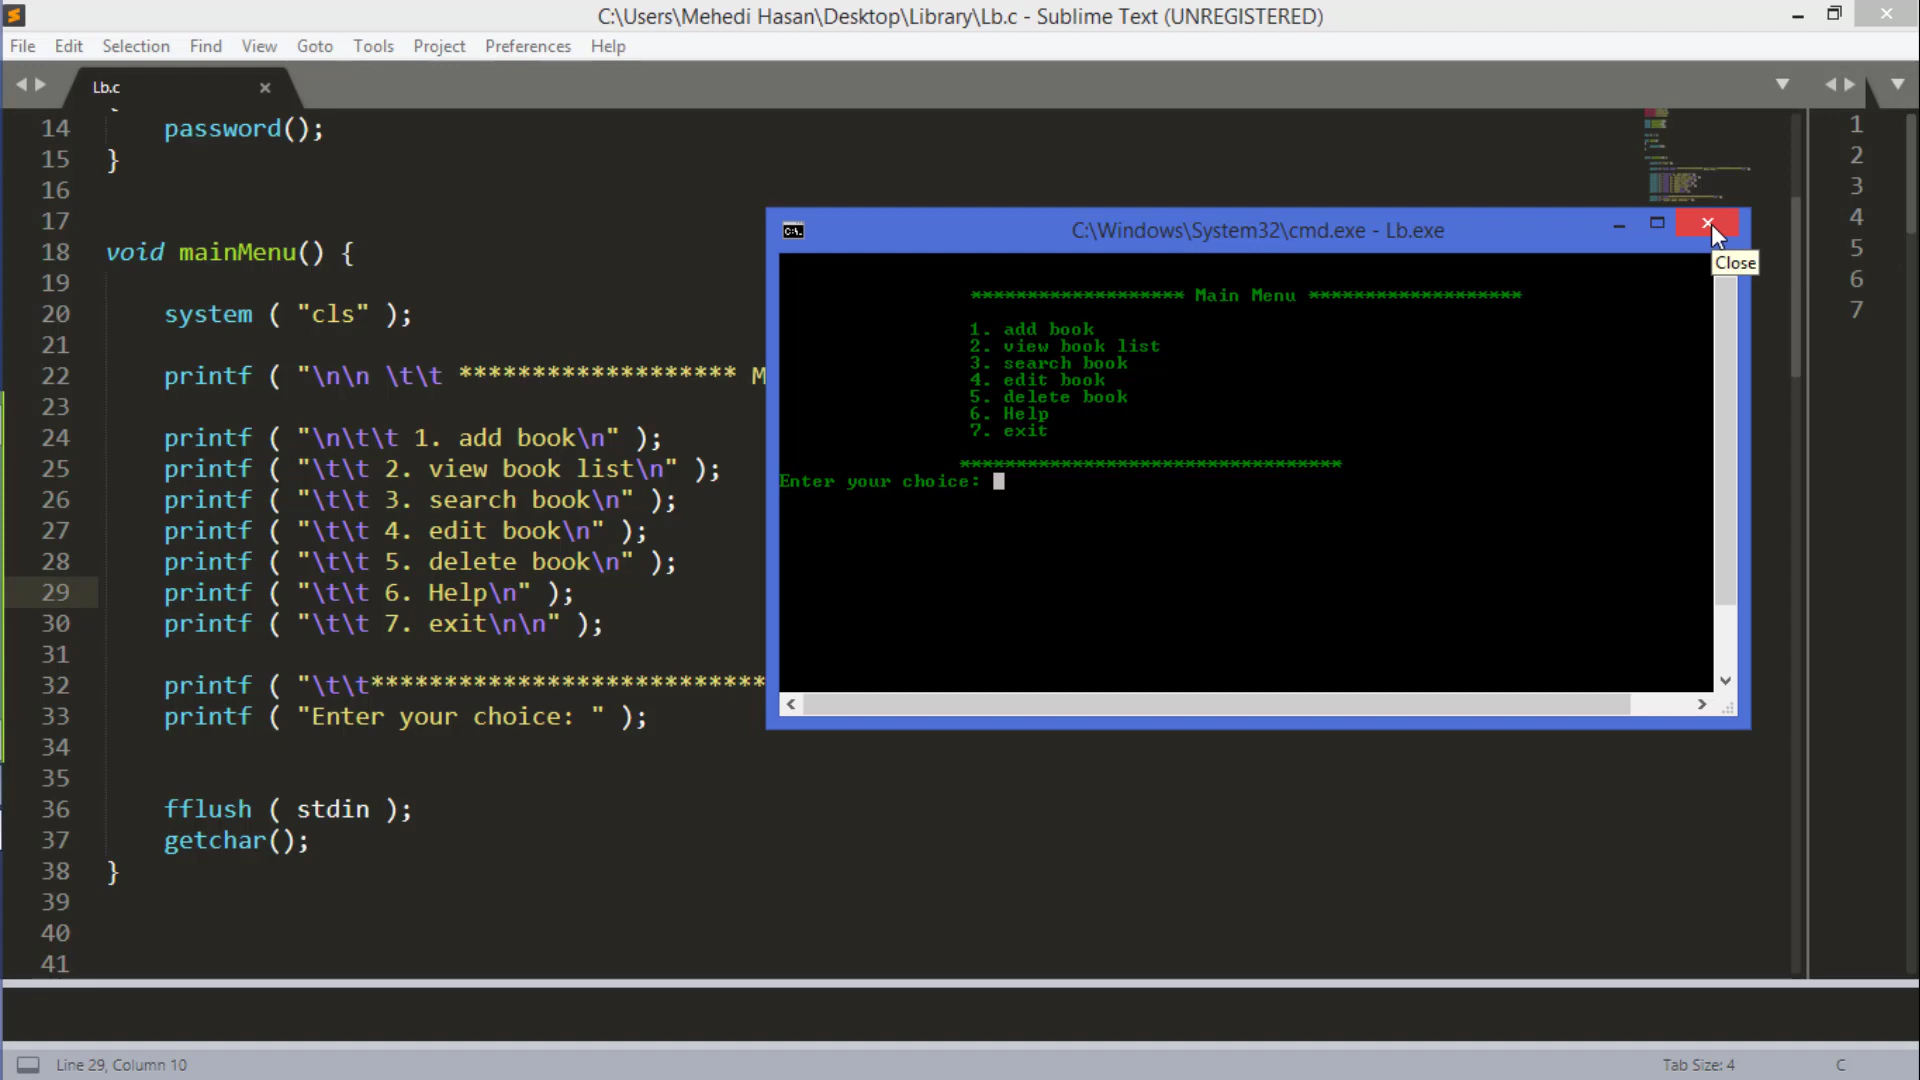 C:\Users\Mehedi Hasan\Desktop\Library\Lb.c - Sublime Text (UNREGISTERED)
File Edit Selection Find View Goto Tools Project Preferences Help
Lb.c
{
14 password();
15 }
16
17
18 void mainMenu() {
19
20 system ( "cls" );
21
22 printf ( "\n\n \t\t ******************* M
23
24 printf ( "\n\t\t 1. add book\n" );
25 printf ( "\t\t 2. view book list\n" );
26 printf ( "\t\t 3. search book\n" );
27 printf ( "\t\t 4. edit book\n" );
28 printf ( "\t\t 5. delete book\n" );
29 printf ( "\t\t 6. Help\n" );
30 printf ( "\t\t 7. exit\n\n" );
31
32 printf ( "\t\t***************************
33 printf ( "Enter your choice: " );
34
35
36 fflush ( stdin );
37 getchar();
38 }
39
40
41
C:\Windows\System32\cmd.exe - Lb.exe
Close
******************* Main Menu *******************
1. add book
2. view book list
3. search book
4. edit book
5. delete book
6. Help
7. exit
**********************************
Enter your choice:
1
2
3
4
5
6
7
Line 29, Column 10
Tab Size: 4
C